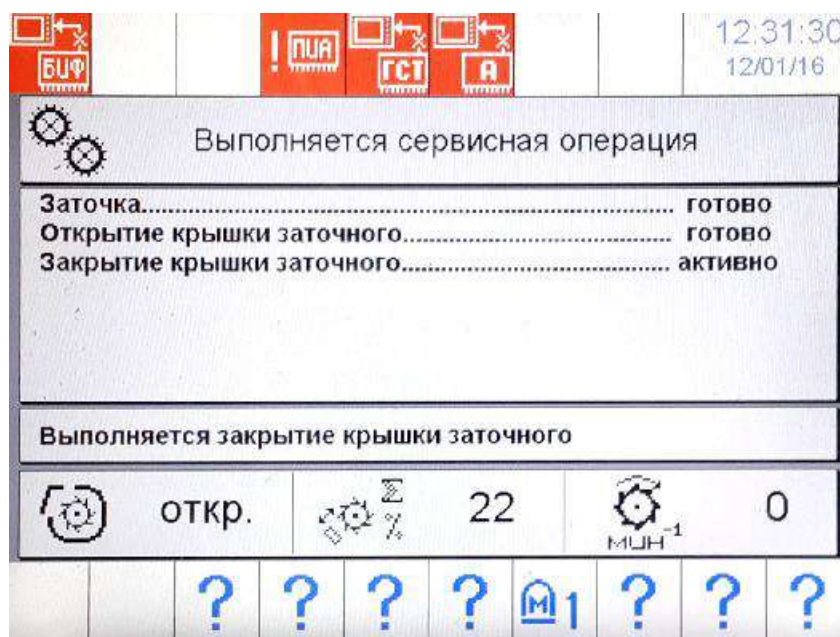 БИФ ! ПИА ГСТ А 12:31:30
12/01/16
Выполняется сервисная операция
Заточка........ готово
Открытие крышки заточного........ готово
Закрытие крышки заточного........ активно
Выполняется закрытие крышки заточного
откр. Σ % 22 МИН⁻¹ 0
? ? ? ? М 1 ? ? ?